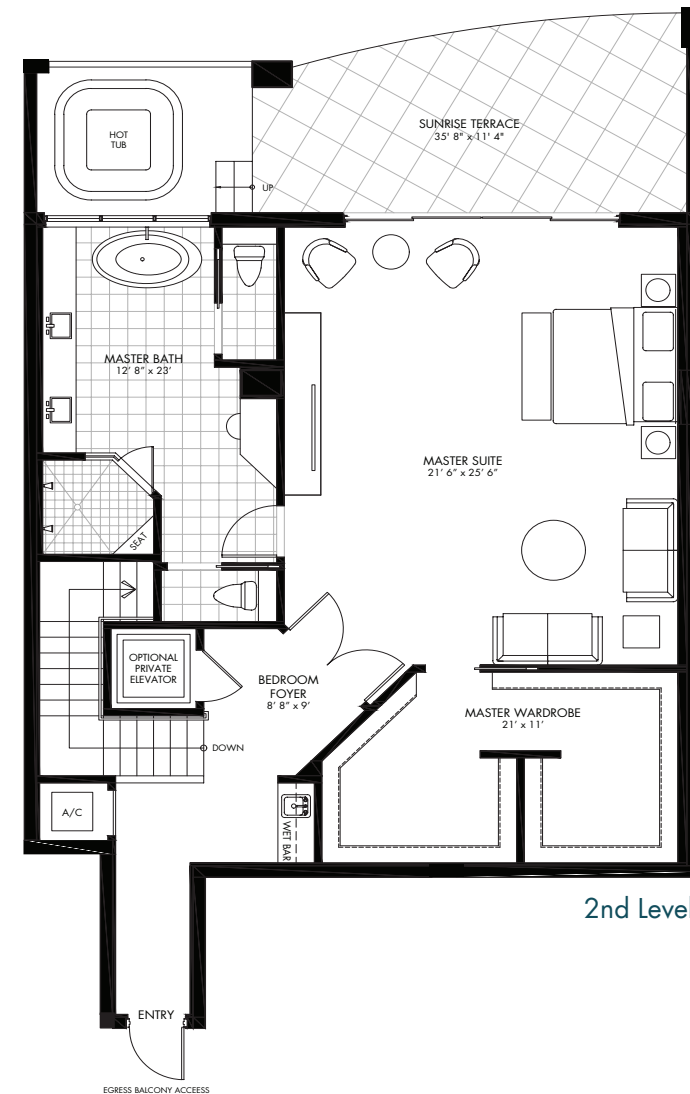 HOT
TUB
SUNRISE TERRACE
35' 8" x 11' 4"
UP
MASTER BATH
12' 8" x 23'
MASTER SUITE
21' 6" x 25' 6"
SEAT
OPTIONAL
PRIVATE
ELEVATOR
BEDROOM
FOYER
8' 8" x 9'
MASTER WARDROBE
21' x 11'
DOWN
A/C
WET BAR
2nd Level
ENTRY
EGRESS BALCONY ACCEESS